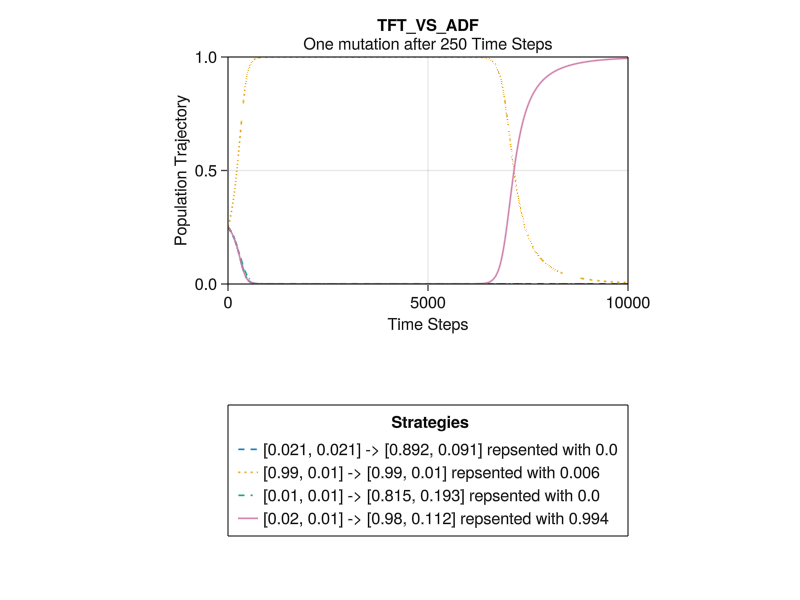 TFT_VS_ADF
One mutation after 250 Time Steps
1.0
0.5
0.0
Population Trajectory
0 5000 10000
Time Steps
Strategies
[0.021, 0.021] -> [0.892, 0.091] repsented with 0.0
[0.99, 0.01] -> [0.99, 0.01] repsented with 0.006
[0.01, 0.01] -> [0.815, 0.193] repsented with 0.0
[0.02, 0.01] -> [0.98, 0.112] repsented with 0.994